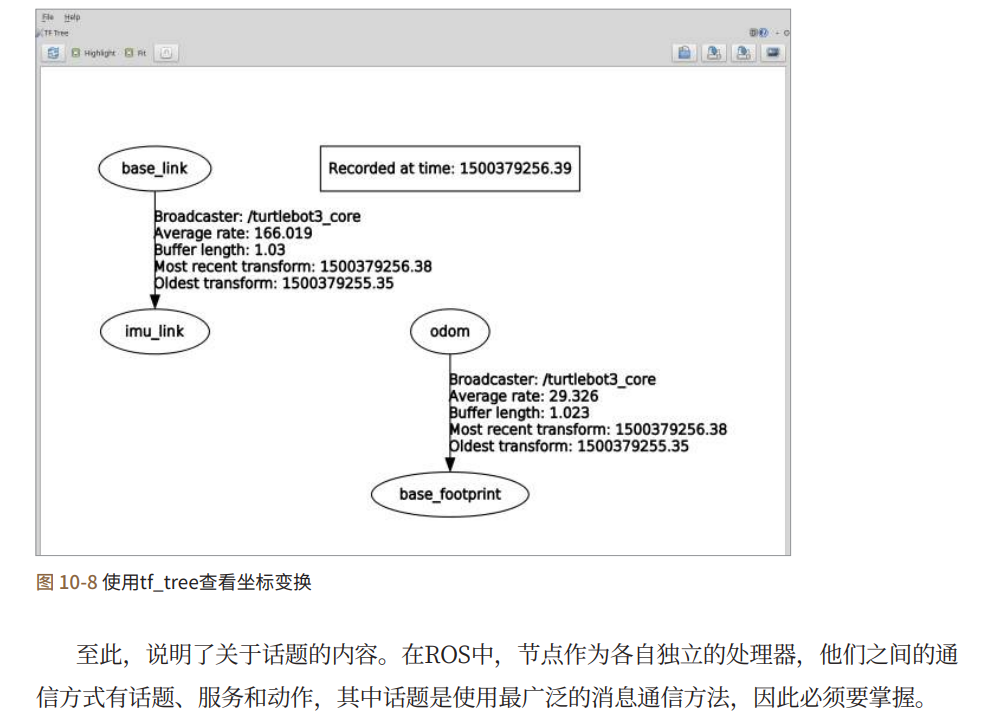 File Help
TF Tree
Highlight Fit
base_link
Recorded at time: 1500379256.39
Broadcaster: /turtlebot3_core
Average rate: 166.019
Buffer length: 1.03
Most recent transform: 1500379256.38
Oldest transform: 1500379255.35
imu_link
odom
Broadcaster: /turtlebot3_core
Average rate: 29.326
Buffer length: 1.023
Most recent transform: 1500379256.38
Oldest transform: 1500379255.35
base_footprint
图 10-8 使用tf_tree查看坐标变换
至此，说明了关于话题的内容。在ROS中，节点作为各自独立的处理器，他们之间的通
信方式有话题、服务和动作，其中话题是使用最广泛的消息通信方法，因此必须要掌握。